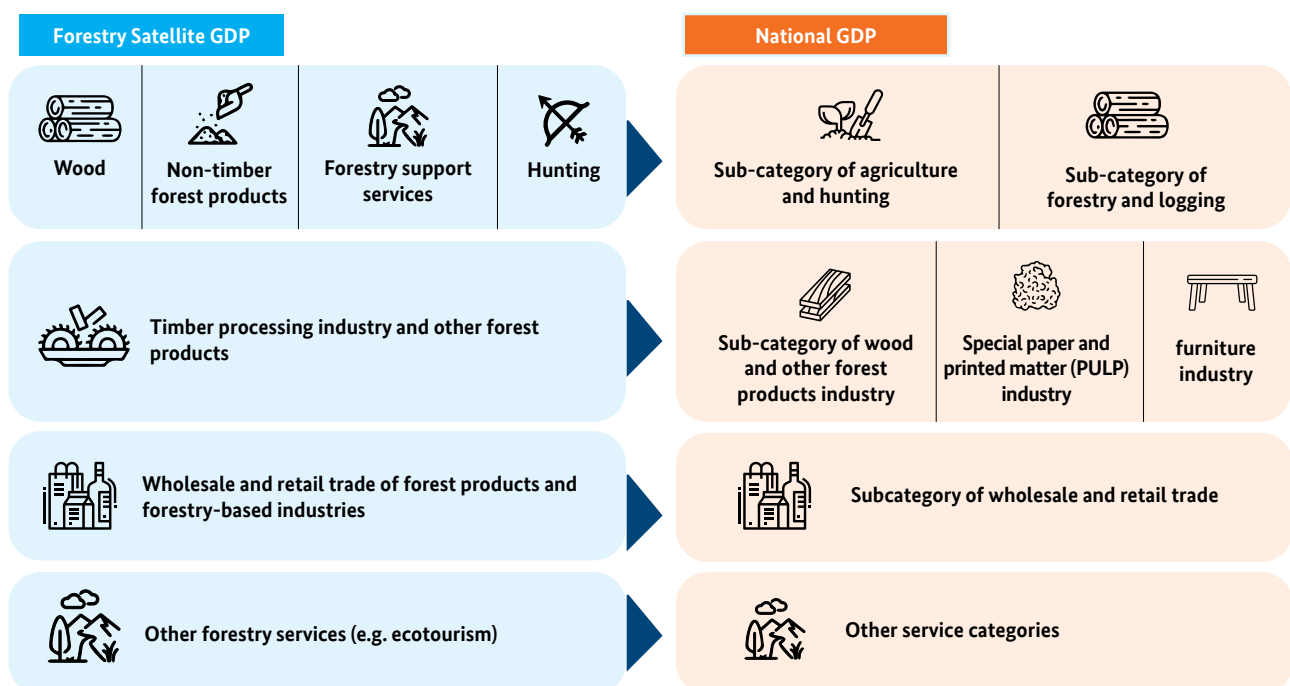 Forestry Satellite GDP
National GDP
Wood
Non-timber
forest products
Forestry support
services
Hunting
Sub-category of agriculture
and hunting
Sub-category of
forestry and logging
Timber processing industry and other forest
products
Sub-category of wood
and other forest
products industry
Special paper and
printed matter (PULP)
industry
furniture
industry
Wholesale and retail trade of forest products and
forestry-based industries
Subcategory of wholesale and retail trade
Other forestry services (e.g. ecotourism)
Other service categories